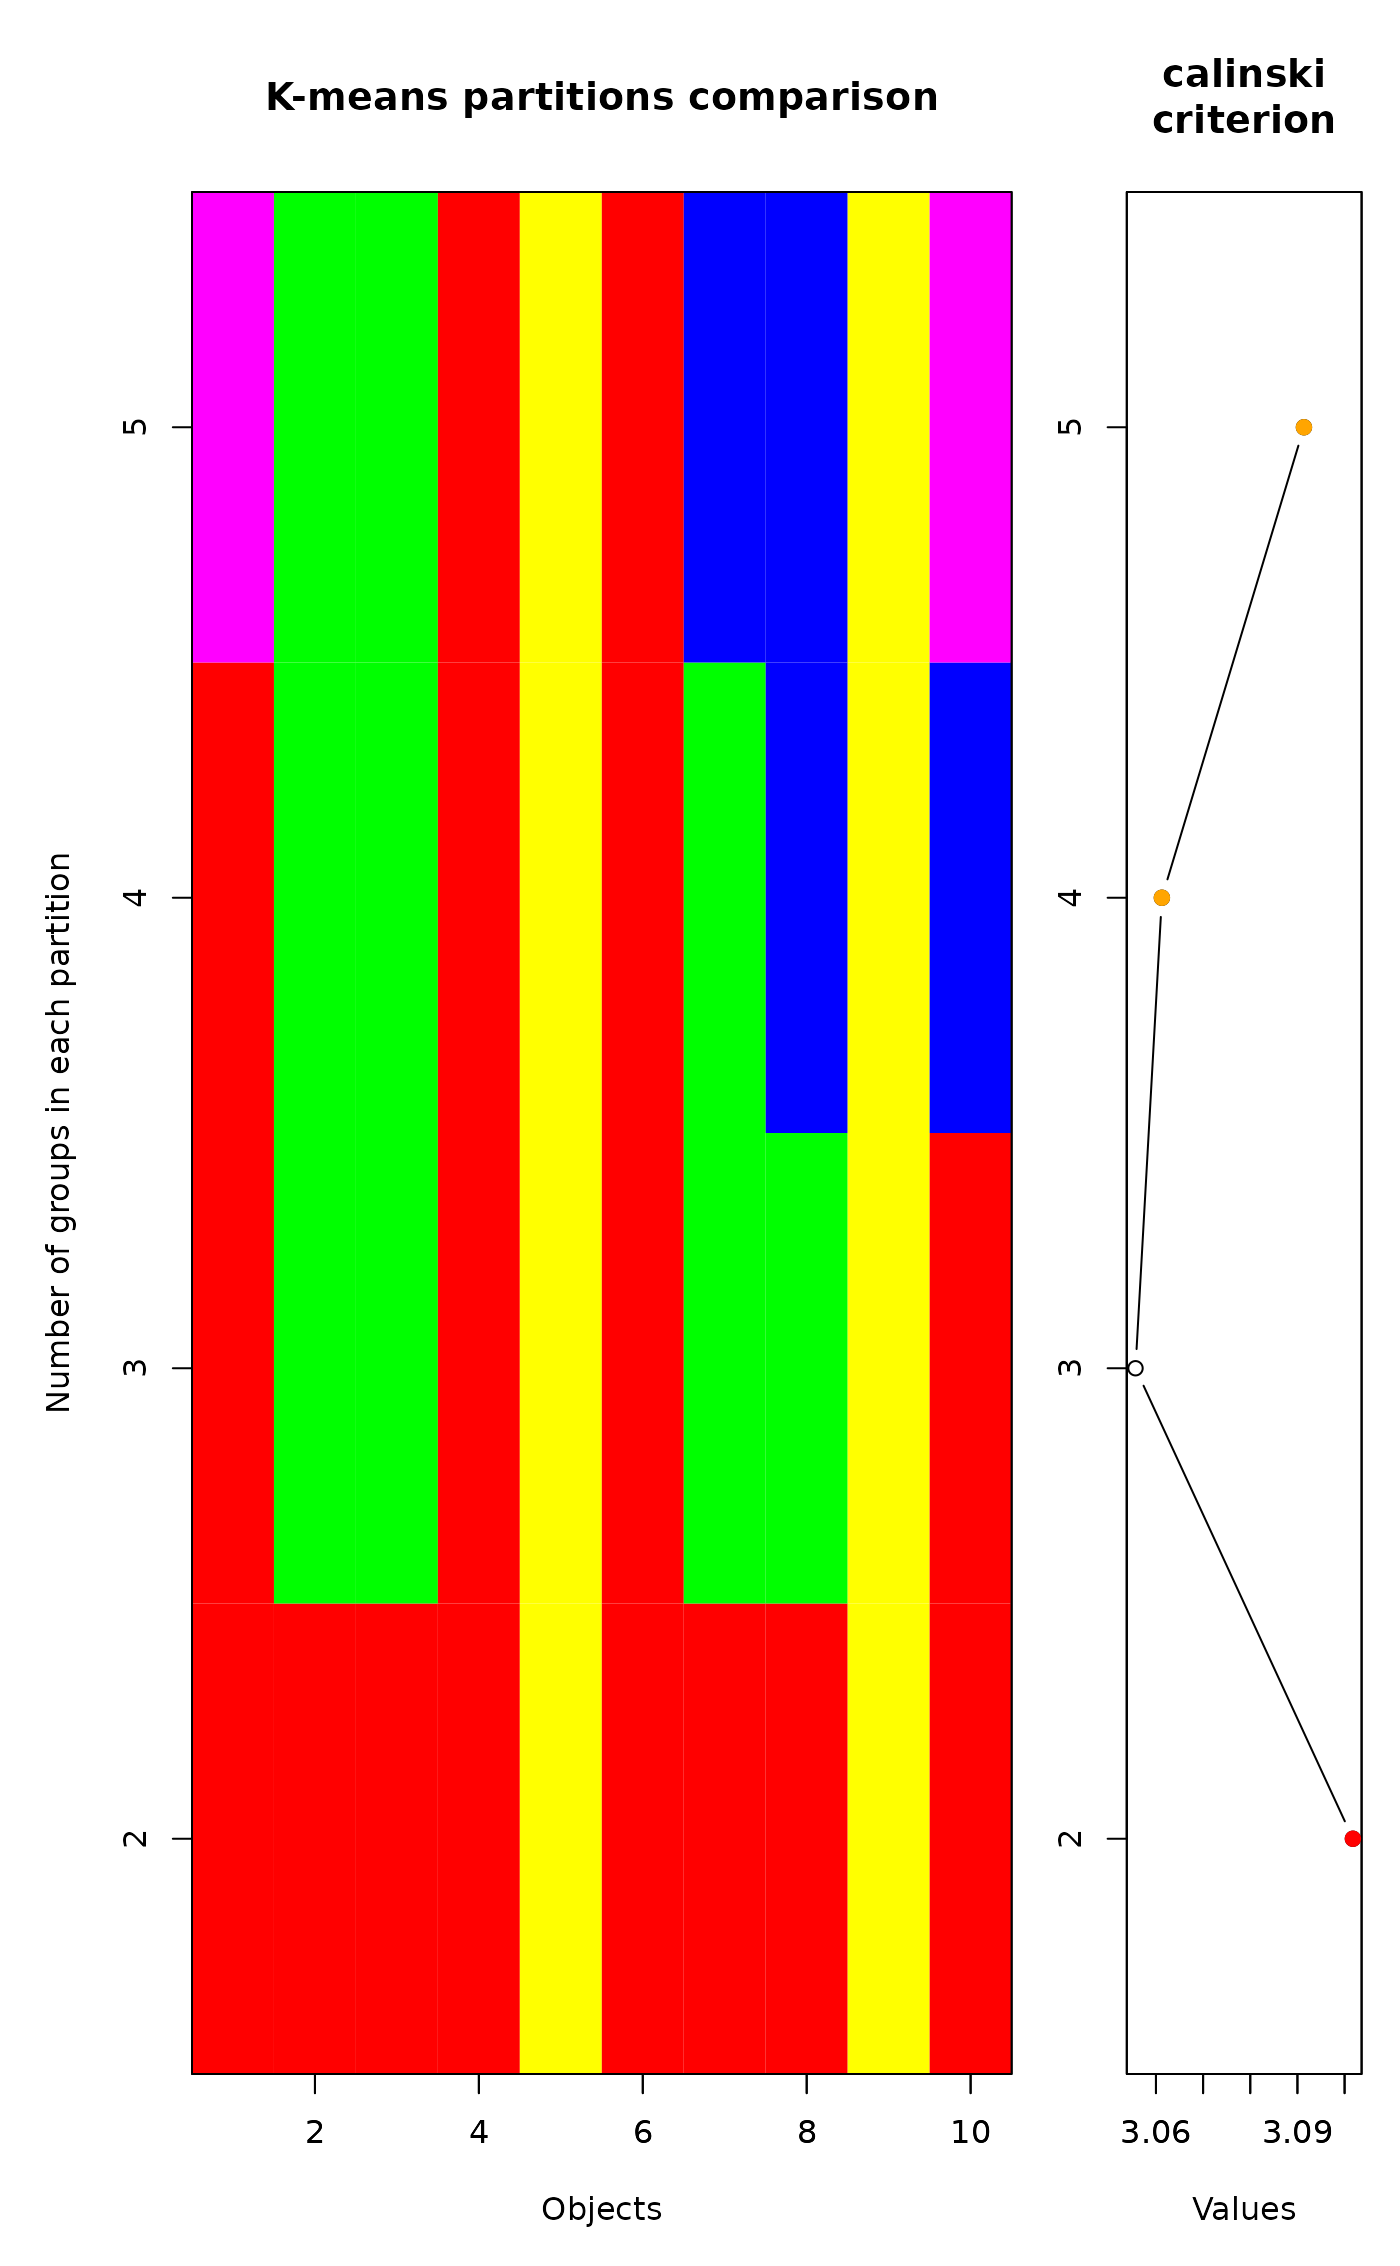 K-means partitions comparison
calinski
criterion
Number of groups in each partition
5
4
3
2
2 4 6 8 10
Objects
5
4
3
2
3.06 3.09
Values